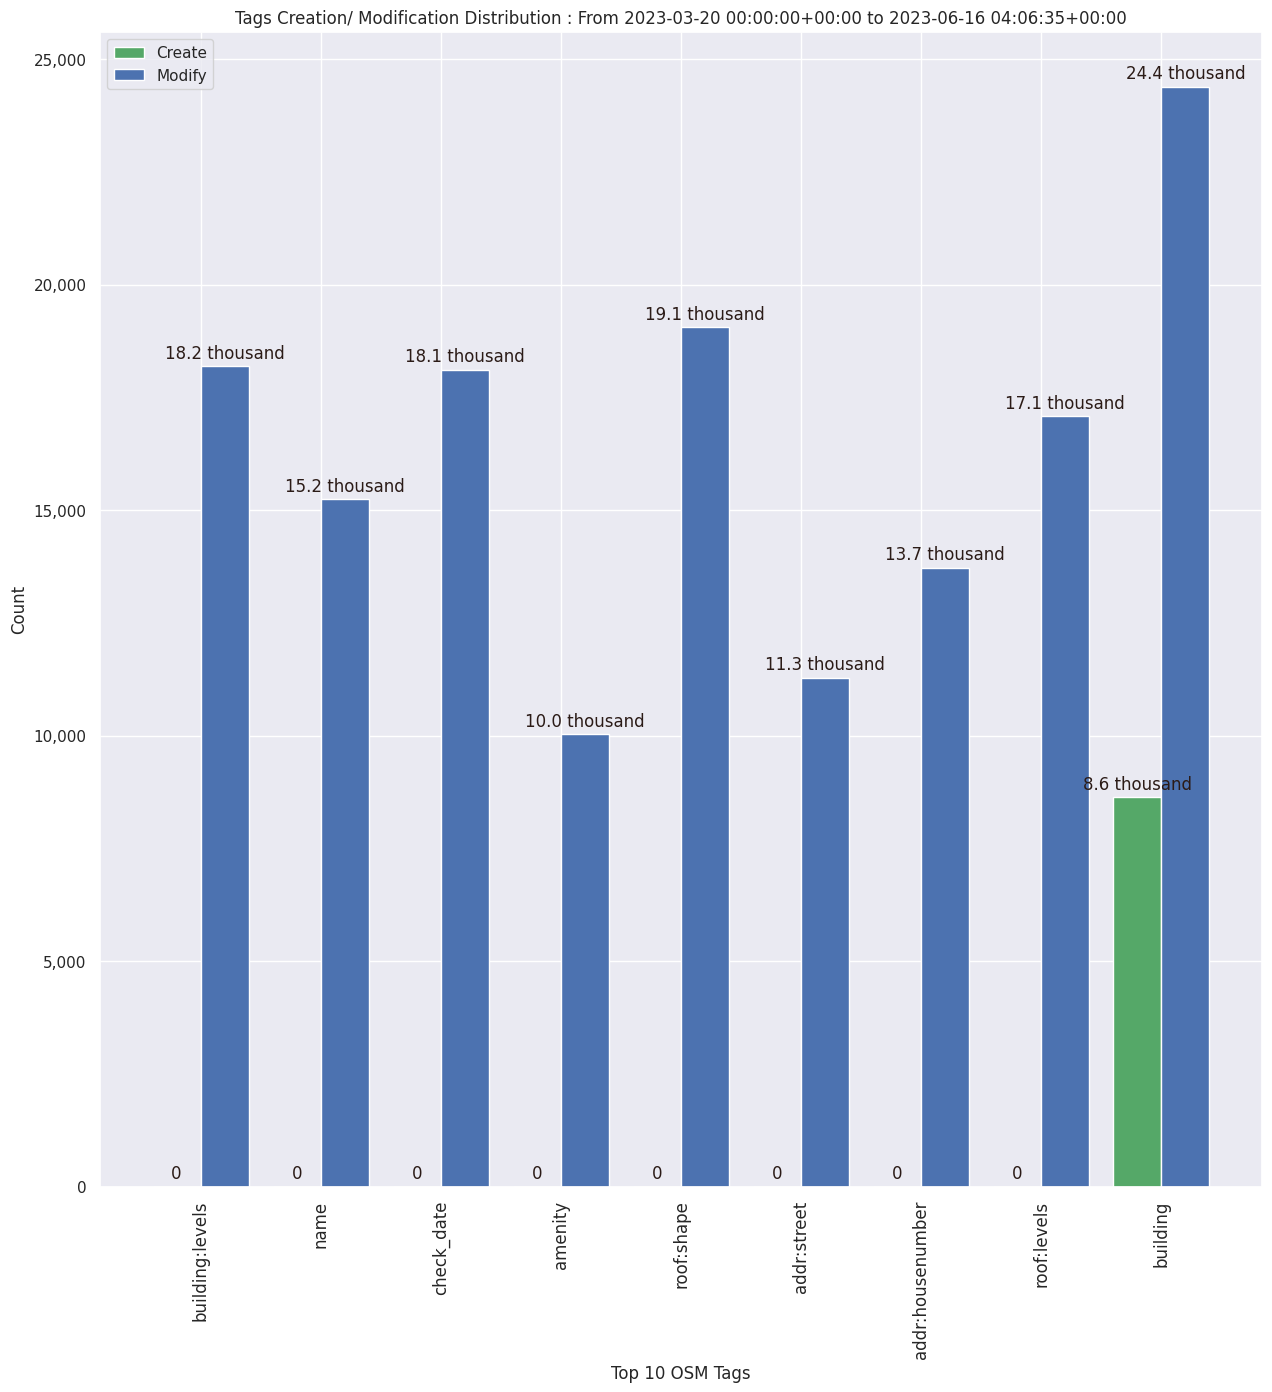 Tags Creation/ Modification Distribution : From 2023-03-20 00:00:00+00:00 to 2023-06-16 04:06:35+00:00
Create
Modify
25,000
20,000
15,000
10,000
5,000
0
Count
24.4 thousand
19.1 thousand
18.2 thousand
18.1 thousand
17.1 thousand
15.2 thousand
13.7 thousand
11.3 thousand
10.0 thousand
8.6 thousand
0
0
0
0
0
0
0
0
building:levels
name
check_date
amenity
roof:shape
addr:street
addr:housenumber
roof:levels
building
Top 10 OSM Tags